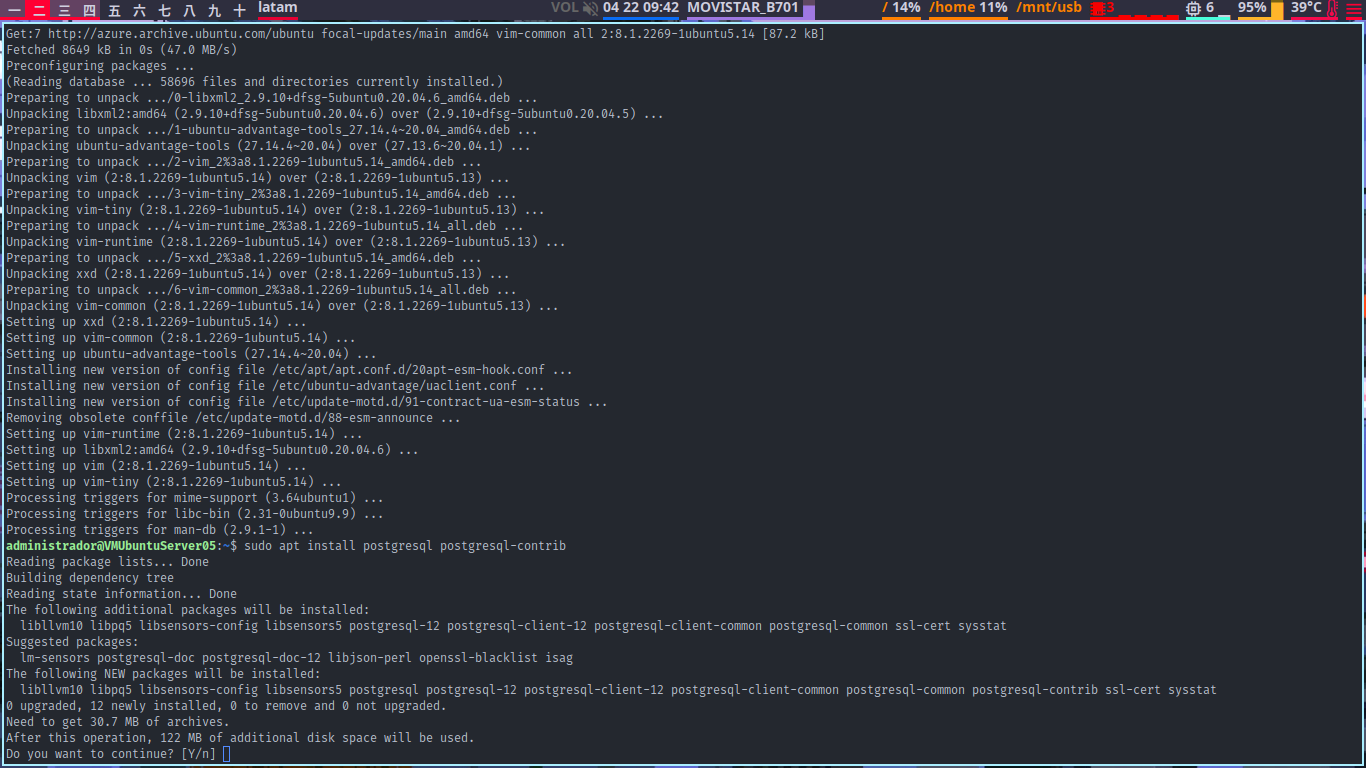 一 二 三 四 五 六 七 八 九 十 latam VOL 04 22 09:42 MOVISTAR_B701 / 14% /home 11% /mnt/usb 3 6 95% 39°C
Get:7 http://azure.archive.ubuntu.com/ubuntu focal-updates/main amd64 vim-common all 2:8.1.2269-1ubuntu5.14 [87.2 kB]
Fetched 8649 kB in 0s (47.0 MB/s)
Preconfiguring packages ...
(Reading database ... 58696 files and directories currently installed.)
Preparing to unpack .../0-libxml2_2.9.10+dfsg-5ubuntu0.20.04.6_amd64.deb ...
Unpacking libxml2:amd64 (2.9.10+dfsg-5ubuntu0.20.04.6) over (2.9.10+dfsg-5ubuntu0.20.04.5) ...
Preparing to unpack .../1-ubuntu-advantage-tools_27.14.4~20.04_amd64.deb ...
Unpacking ubuntu-advantage-tools (27.14.4~20.04) over (27.13.6~20.04.1) ...
Preparing to unpack .../2-vim_2%3a8.1.2269-1ubuntu5.14_amd64.deb ...
Unpacking vim (2:8.1.2269-1ubuntu5.14) over (2:8.1.2269-1ubuntu5.13) ...
Preparing to unpack .../3-vim-tiny_2%3a8.1.2269-1ubuntu5.14_amd64.deb ...
Unpacking vim-tiny (2:8.1.2269-1ubuntu5.14) over (2:8.1.2269-1ubuntu5.13) ...
Preparing to unpack .../4-vim-runtime_2%3a8.1.2269-1ubuntu5.14_all.deb ...
Unpacking vim-runtime (2:8.1.2269-1ubuntu5.14) over (2:8.1.2269-1ubuntu5.13) ...
Preparing to unpack .../5-xxd_2%3a8.1.2269-1ubuntu5.14_amd64.deb ...
Unpacking xxd (2:8.1.2269-1ubuntu5.14) over (2:8.1.2269-1ubuntu5.13) ...
Preparing to unpack .../6-vim-common_2%3a8.1.2269-1ubuntu5.14_all.deb ...
Unpacking vim-common (2:8.1.2269-1ubuntu5.14) over (2:8.1.2269-1ubuntu5.13) ...
Setting up xxd (2:8.1.2269-1ubuntu5.14) ...
Setting up vim-common (2:8.1.2269-1ubuntu5.14) ...
Setting up ubuntu-advantage-tools (27.14.4~20.04) ...
Installing new version of config file /etc/apt/apt.conf.d/20apt-esm-hook.conf ...
Installing new version of config file /etc/ubuntu-advantage/uaclient.conf ...
Installing new version of config file /etc/update-motd.d/91-contract-ua-esm-status ...
Removing obsolete conffile /etc/update-motd.d/88-esm-announce ...
Setting up vim-runtime (2:8.1.2269-1ubuntu5.14) ...
Setting up libxml2:amd64 (2.9.10+dfsg-5ubuntu0.20.04.6) ...
Setting up vim (2:8.1.2269-1ubuntu5.14) ...
Setting up vim-tiny (2:8.1.2269-1ubuntu5.14) ...
Processing triggers for mime-support (3.64ubuntu1) ...
Processing triggers for libc-bin (2.31-0ubuntu9.9) ...
Processing triggers for man-db (2.9.1-1) ...
administrador@VMUbuntuServer05:~$ sudo apt install postgresql postgresql-contrib
Reading package lists... Done
Building dependency tree
Reading state information... Done
The following additional packages will be installed:
libllvm10 libpq5 libsensors-config libsensors5 postgresql-12 postgresql-client-12 postgresql-client-common postgresql-common ssl-cert sysstat
Suggested packages:
lm-sensors postgresql-doc postgresql-doc-12 libjson-perl openssl-blacklist isag
The following NEW packages will be installed:
libllvm10 libpq5 libsensors-config libsensors5 postgresql postgresql-12 postgresql-client-12 postgresql-client-common postgresql-common postgresql-contrib ssl-cert sysstat
0 upgraded, 12 newly installed, 0 to remove and 0 not upgraded.
Need to get 30.7 MB of archives.
After this operation, 122 MB of additional disk space will be used.
Do you want to continue? [Y/n]